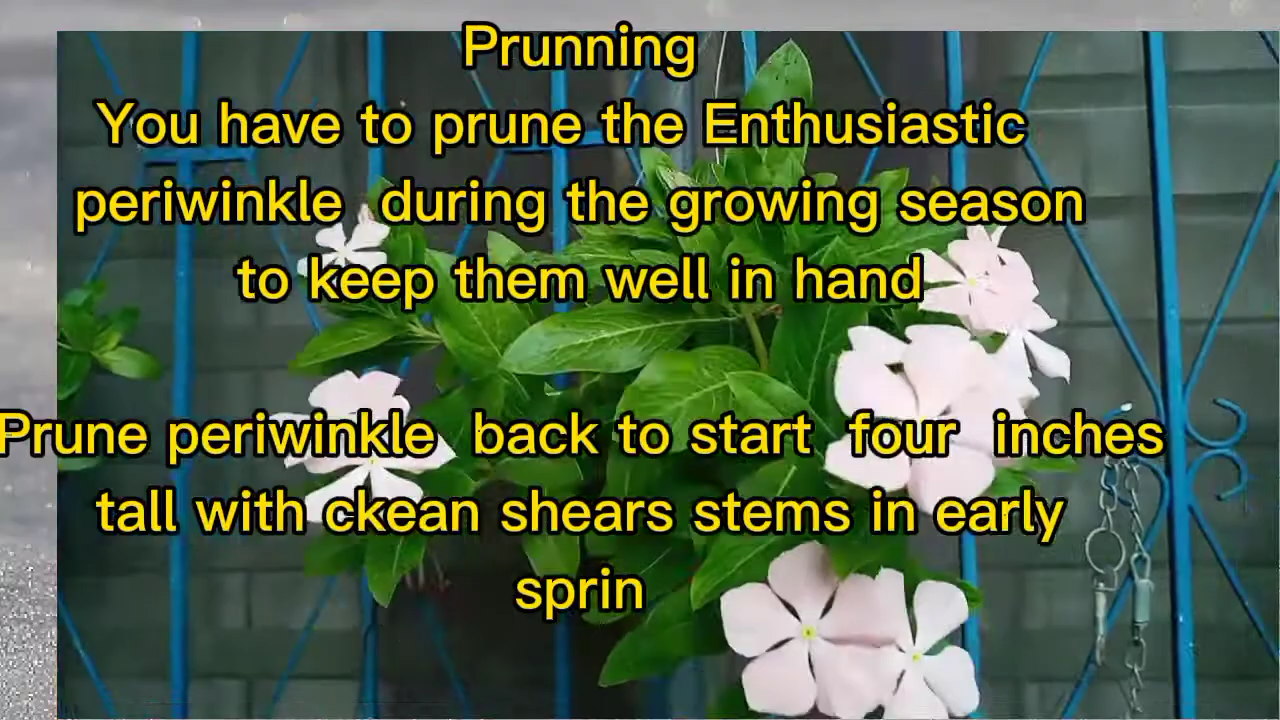 Prunning
You have to prune the Enthusiastic
periwinkle during the growing season
to keep them well in hand
Prune periwinkle back to start four inches
tall with ckean shears stems in early
sprin